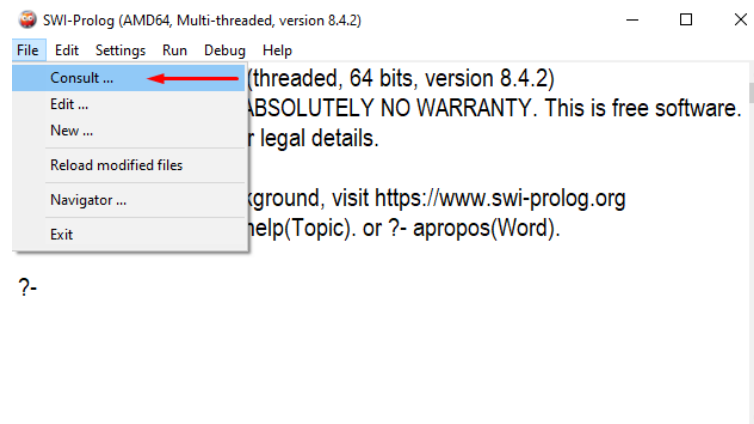 SWI-Prolog (AMD64, Multi-threaded, version 8.4.2)
File Edit Settings Run Debug Help
Consult ...
(threaded, 64 bits, version 8.4.2)
Edit ...
ABSOLUTELY NO WARRANTY. This is free software.
New ...
r legal details.
Reload modified files
Navigator ...
kground, visit https://www.swi-prolog.org
Exit
help(Topic). or ?- apropos(Word).
?-